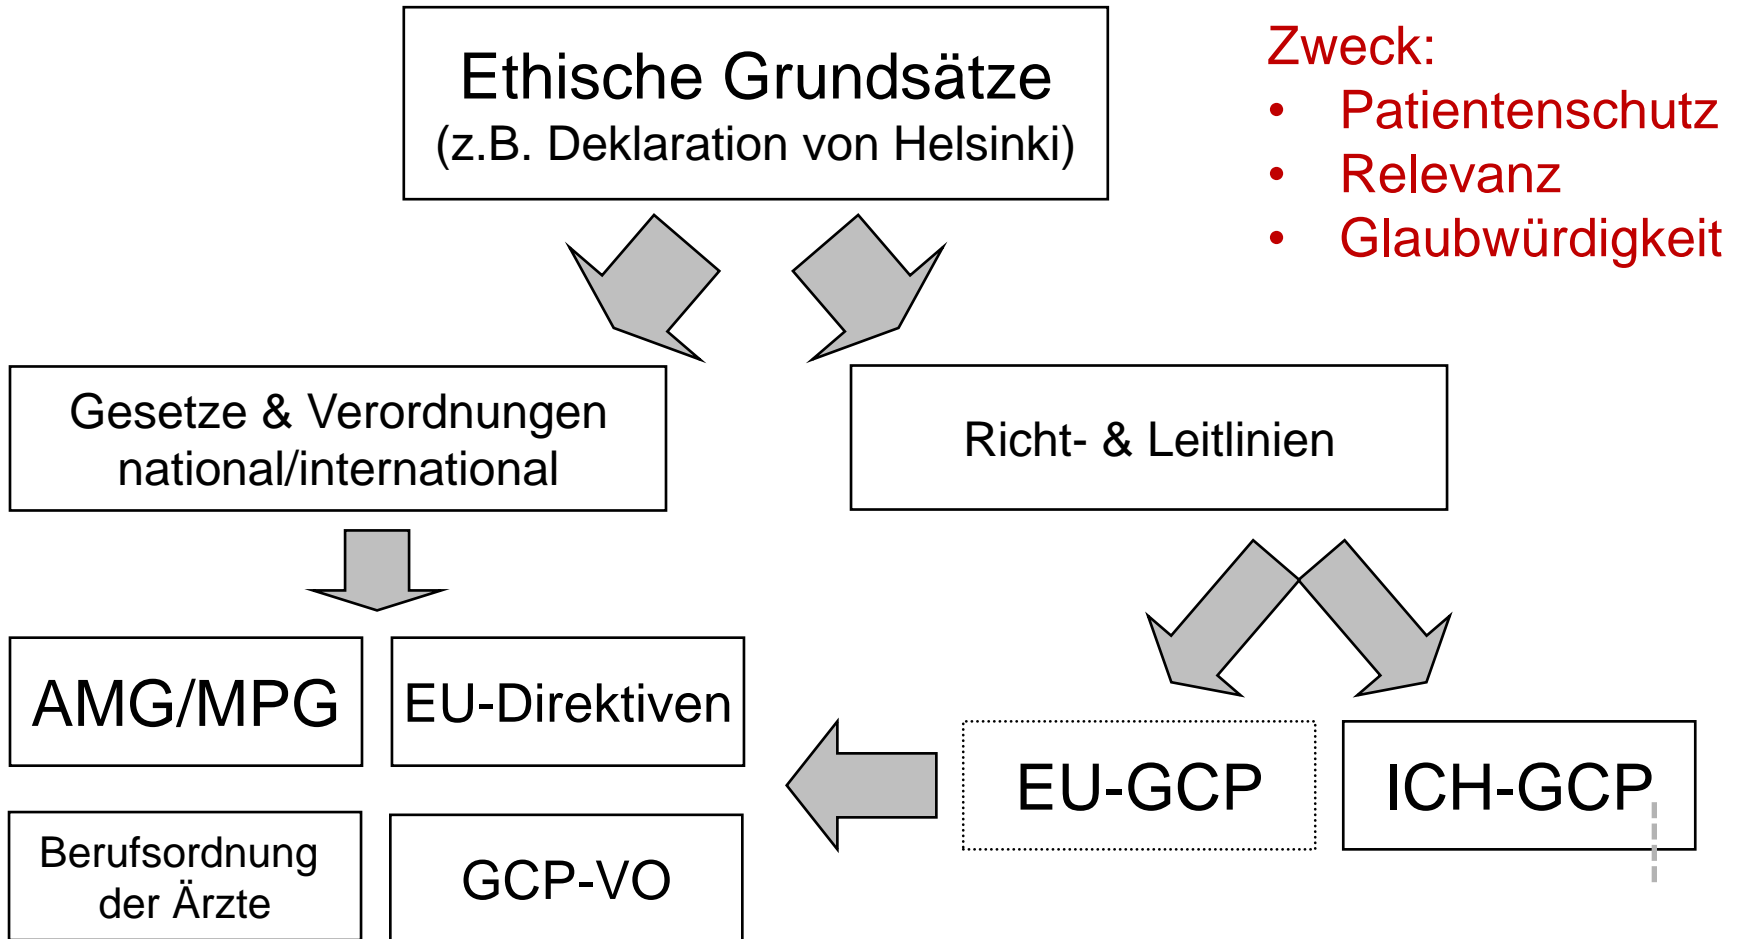 Ethische Grundsätze
(z.B. Deklaration von Helsinki)
Zweck:
• Patientenschutz
• Relevanz
• Glaubwürdigkeit
Gesetze & Verordnungen
national/international
Richt- & Leitlinien
AMG/MPG
EU-Direktiven
EU-GCP
ICH-GCP
Berufsordnung
der Ärzte
GCP-VO